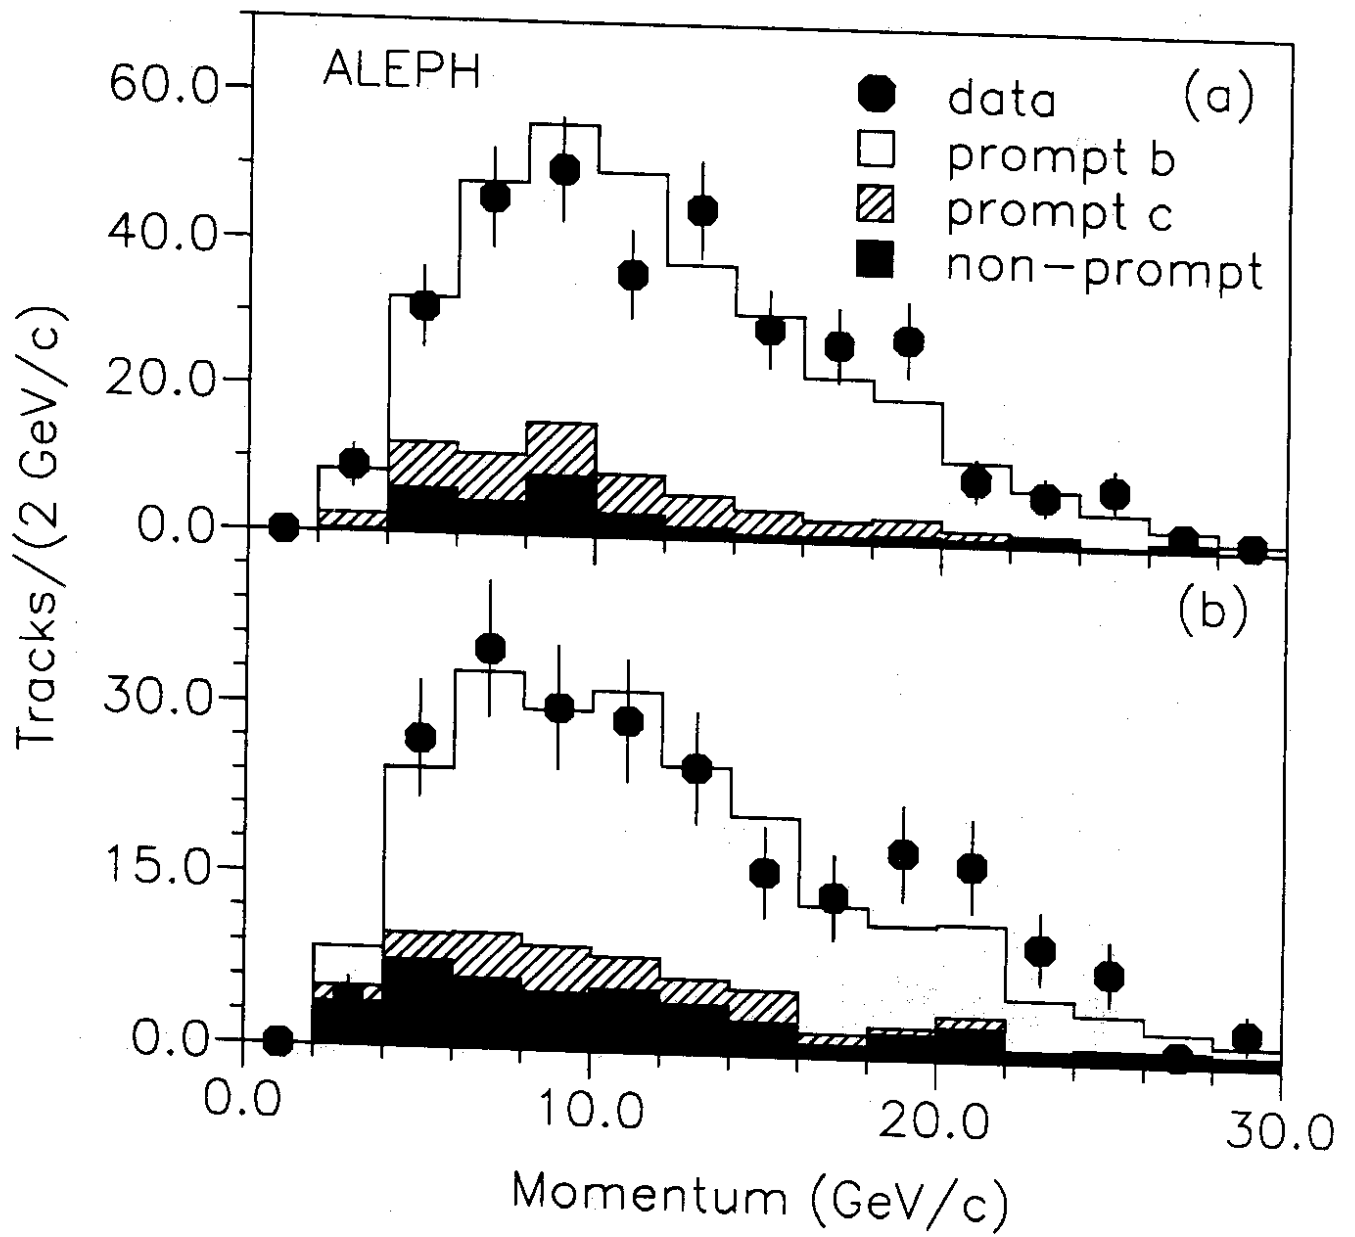 ALEPH
(a)
data
prompt b
prompt c
non-prompt
60.0
40.0
20.0
0.0
Tracks/(2 GeV/c)
(b)
30.0
15.0
0.0
0.0 10.0 20.0 30.0
Momentum (GeV/c)